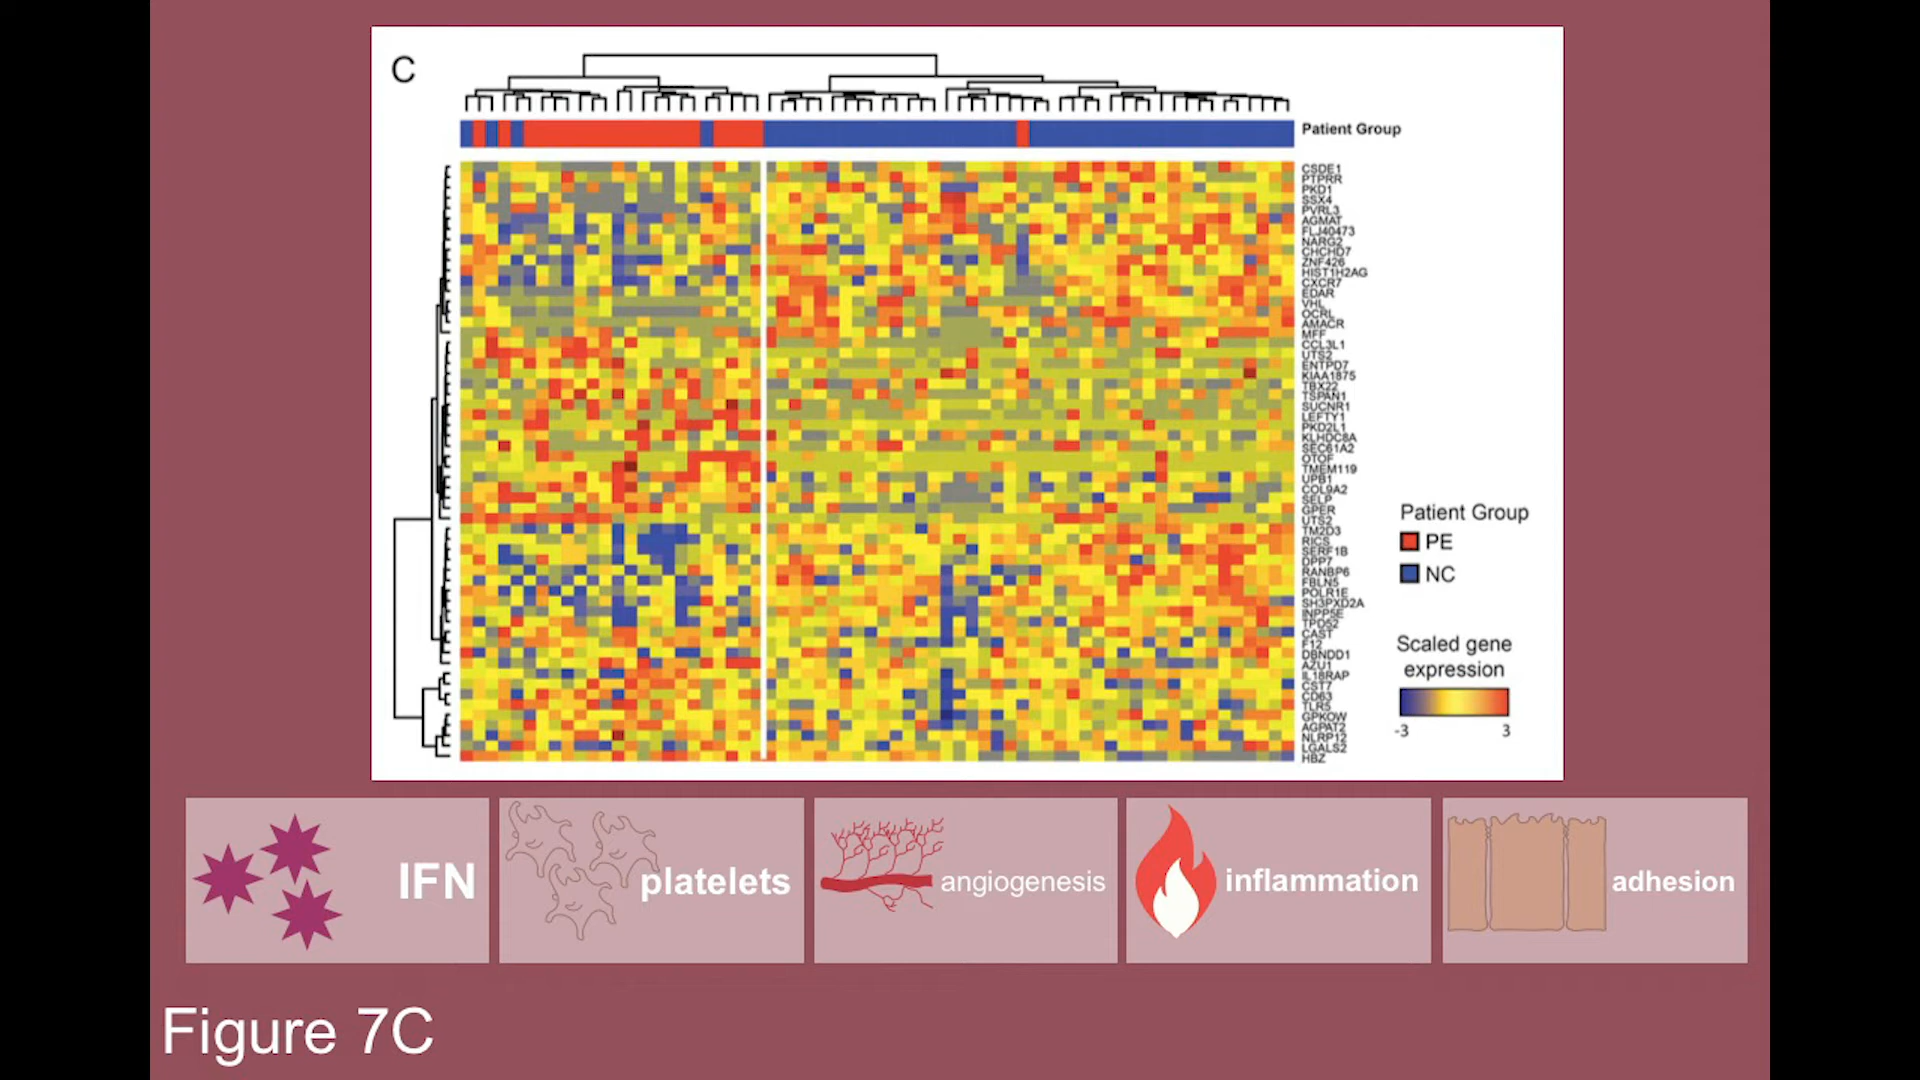 C
Patient Group
CSDE1
PTPRR
PKD1
SSX4
PVRL3
AGMAT
FLJ40473
NARG2
CHCHD7
ZNF426
HIST1H2AG
CXCR7
EDAR
VHL
OCRL
AMACR
MFF
CCL3L1
UTS2
ENTPD7
KIAA1875
TBX22
TSPAN1
SUCNR1
LEFTY1
PKD2L1
KLHDC8A
SEC61A2
OTOF
TMEM119
UPB1
COL9A2
SELP
GPER
UTS2
TM2D3
RICS
SERF1B
DPP7
RANBP6
FBLN5
POLR1E
SH3PXD2A
INPP5E
TPD52
CAST
F12
DBNDD1
AZU1
IL18RAP
CST7
CD63
TLR5
GPKOW
AGPAT2
NLRP12
LGALS2
HBZ
Patient Group
PE
NC
Scaled gene
expression
-3 3
IFN
platelets
angiogenesis
inflammation
adhesion
Figure 7C